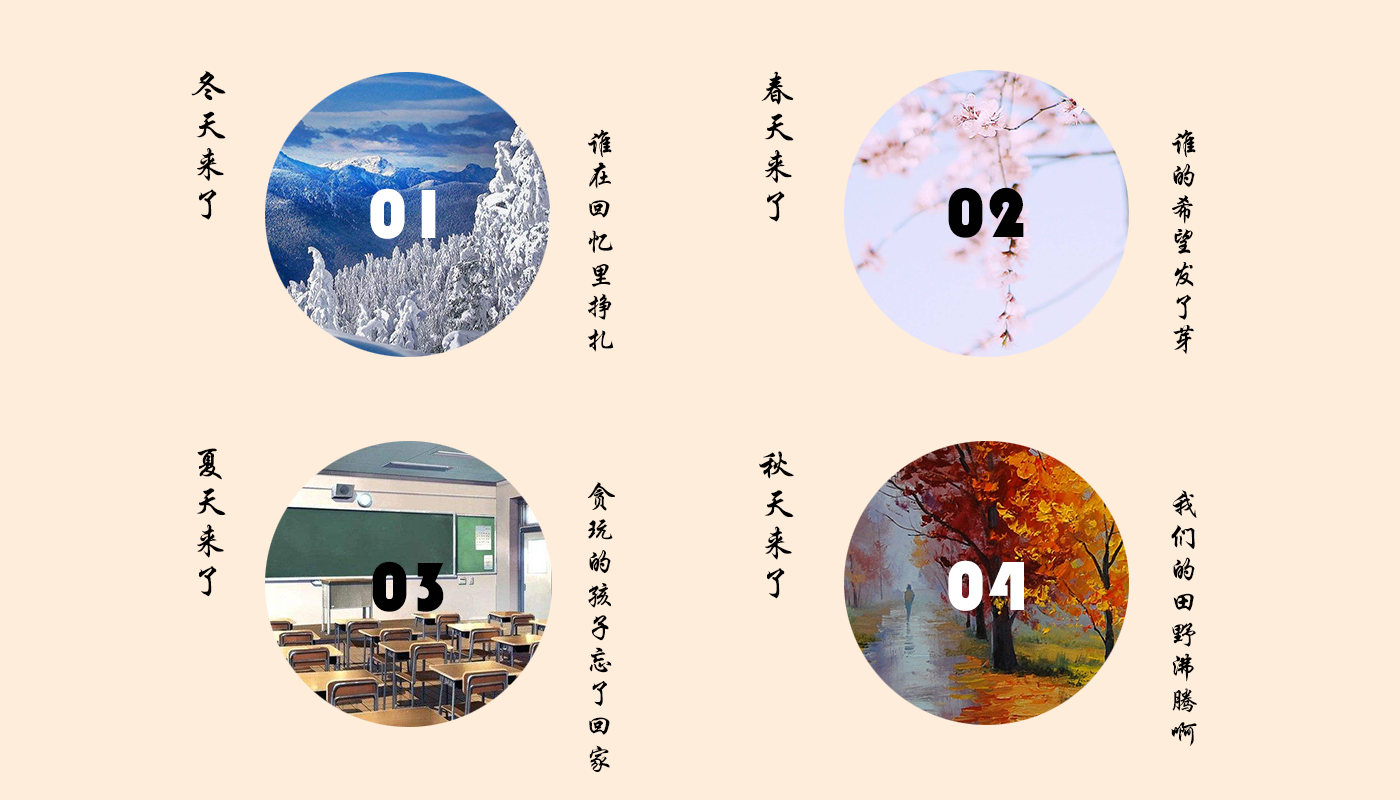 冬天来了
01
谁在回忆里挣扎
春天来了
02
谁的希望发了芽
夏天来了
03
贪玩的孩子忘了回家
秋天来了
04
我们的田野沸腾啊